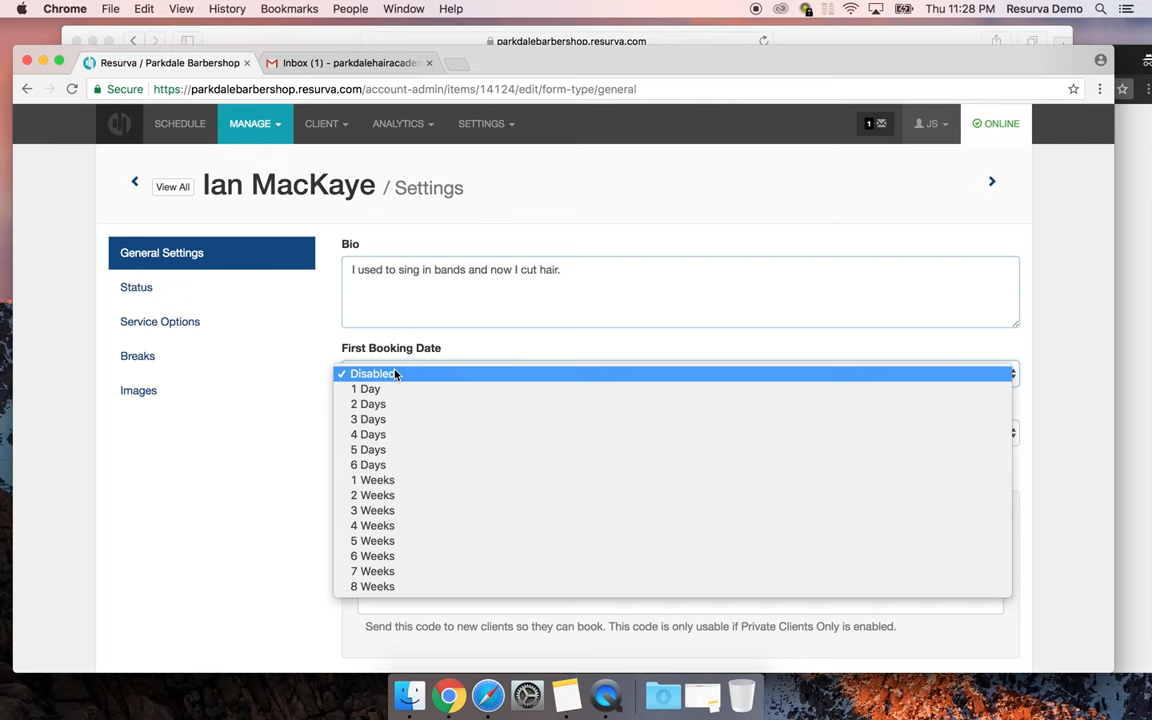 Chrome File Edit View History Bookmarks People Window Help Thu 11:28 PM Resurva Demo
parkdalebarbershop.resurva.com
Resurva / Parkdale Barbershop × Inbox (1) - parkdalehairacaden ×
Secure https://parkdalebarbershop.resurva.com/account-admin/items/14124/edit/form-type/general
SCHEDULE MANAGE CLIENT ANALYTICS SETTINGS 1 JS ONLINE
View All Ian MacKaye / Settings
General Settings
Status
Service Options
Breaks
Images
Bio
I used to sing in bands and now I cut hair.
First Booking Date
✓ Disabled
1 Day
2 Days
3 Days
4 Days
5 Days
6 Days
1 Weeks
2 Weeks
3 Weeks
4 Weeks
5 Weeks
6 Weeks
7 Weeks
8 Weeks
Send this code to new clients so they can book. This code is only usable if Private Clients Only is enabled.